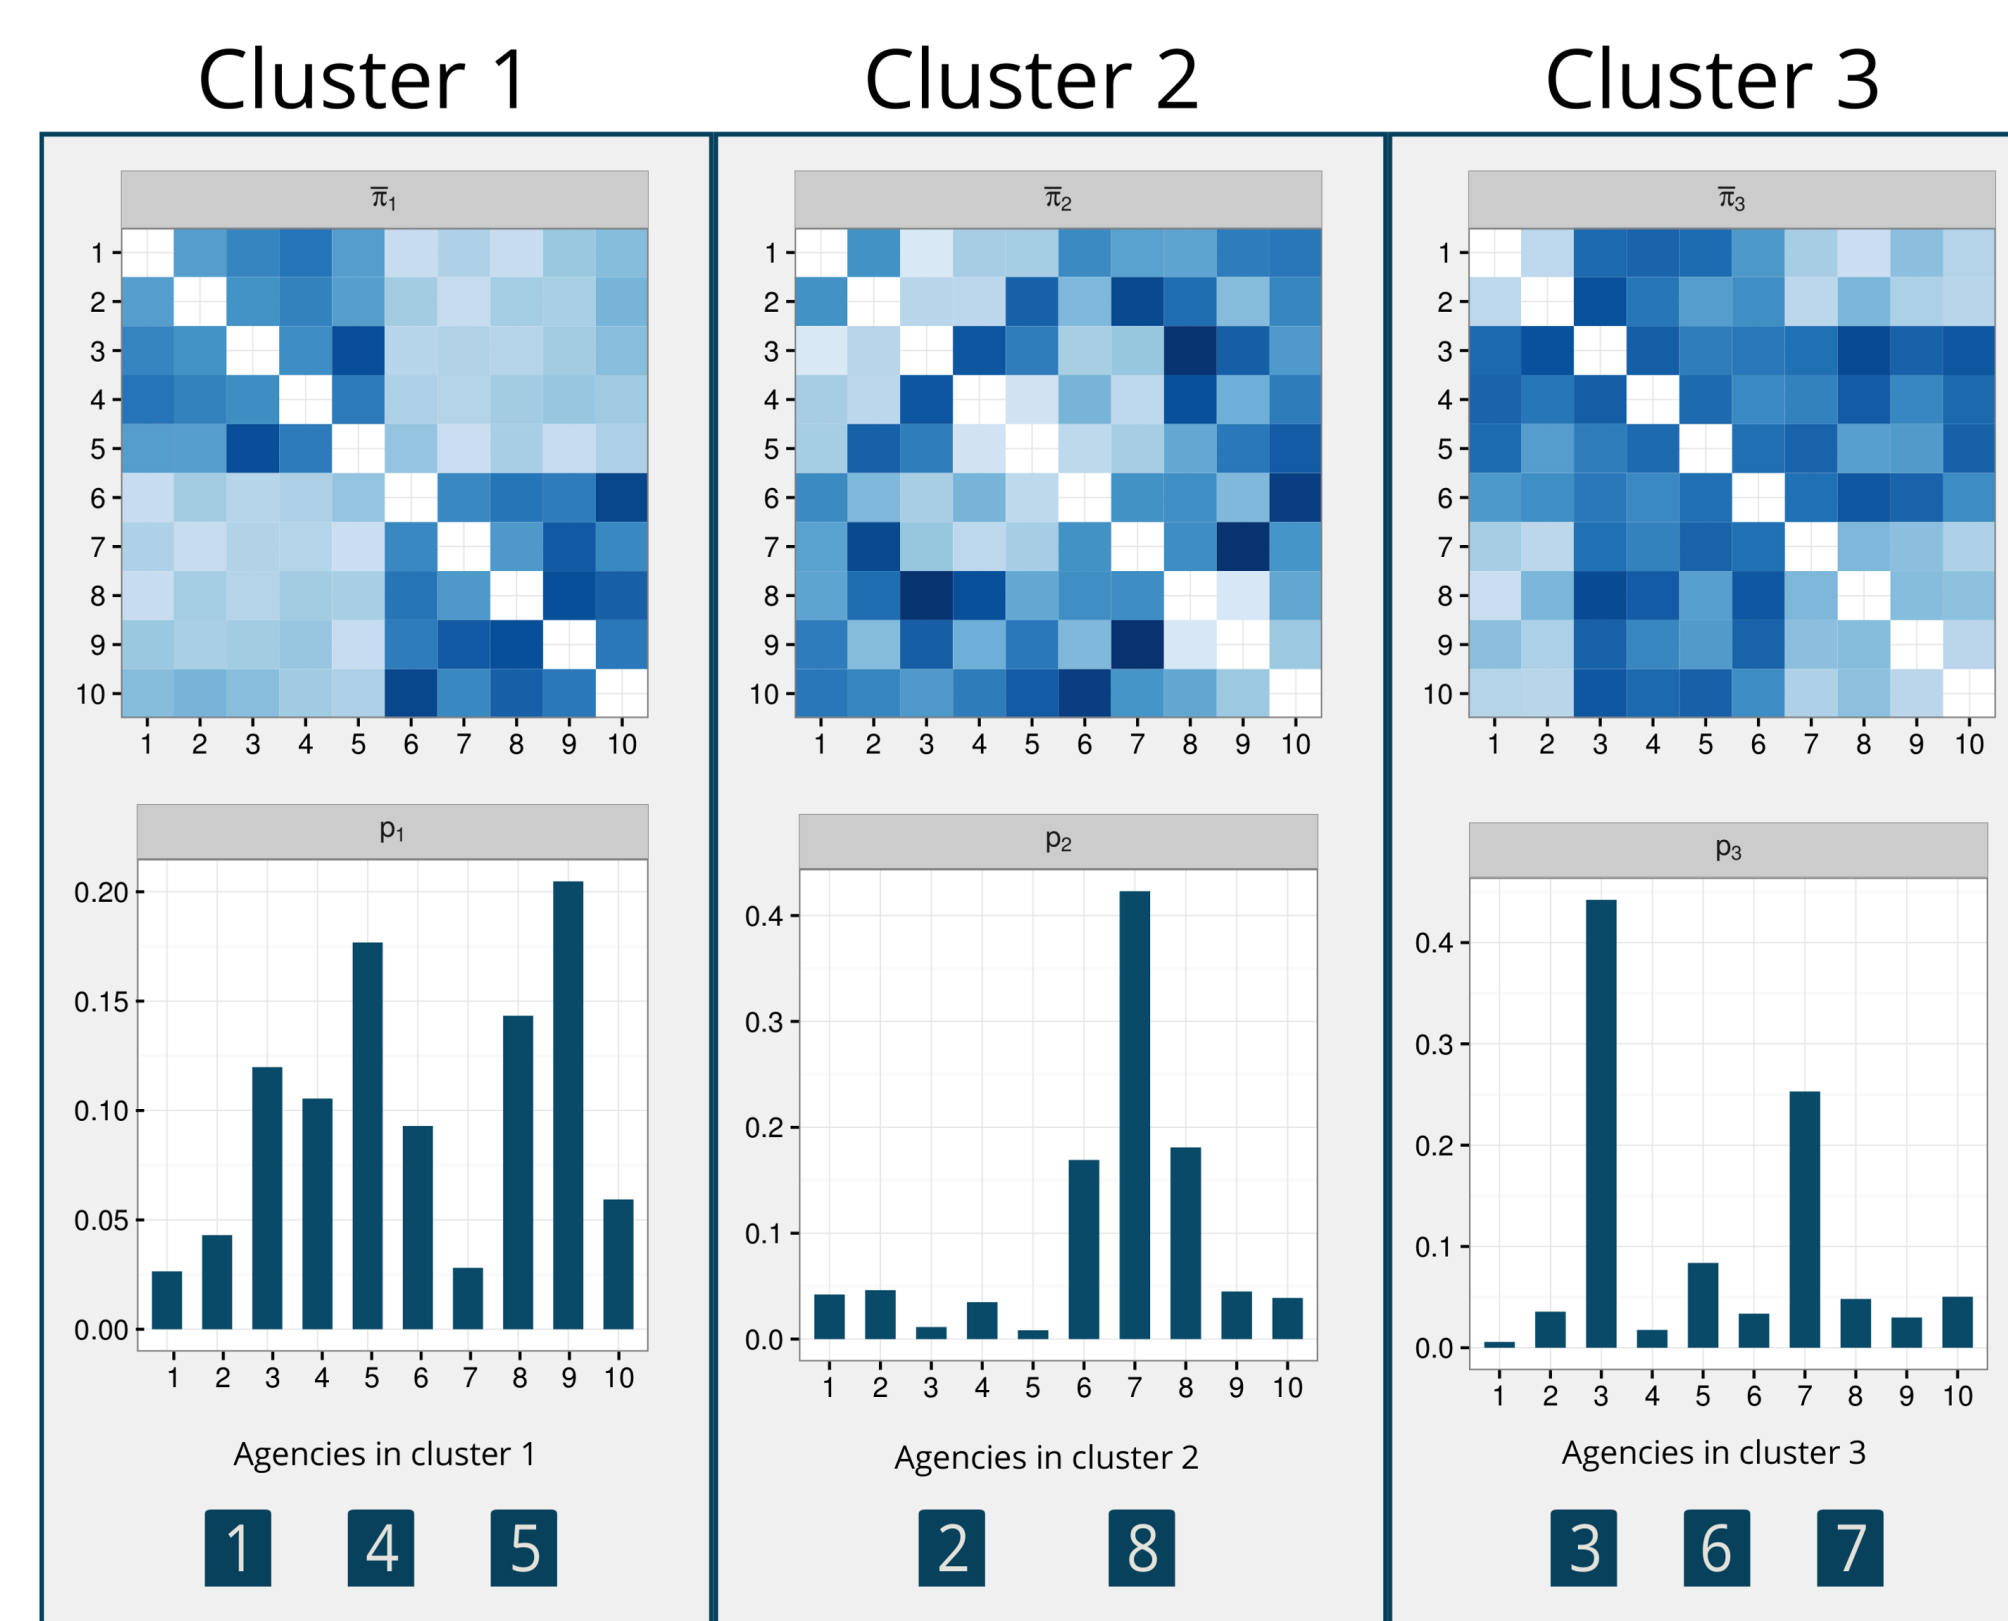 Cluster 1 Cluster 2 Cluster 3
π̅₁ π̅₂ π̅₃
1 1 1
2 2 2
3 3 3
4 4 4
5 5 5
6 6 6
7 7 7
8 8 8
9 9 9
10 10 10
1 2 3 4 5 6 7 8 9 10 1 2 3 4 5 6 7 8 9 10 1 2 3 4 5 6 7 8 9 10
p₁ p₂ p₃
0.20 0.4 0.4
0.15 0.3 0.3
0.10 0.2 0.2
0.05 0.1 0.1
0.00 0.0 0.0
1 2 3 4 5 6 7 8 9 10 1 2 3 4 5 6 7 8 9 10 1 2 3 4 5 6 7 8 9 10
Agencies in cluster 1 Agencies in cluster 2 Agencies in cluster 3
1 4 5 2 8 3 6 7